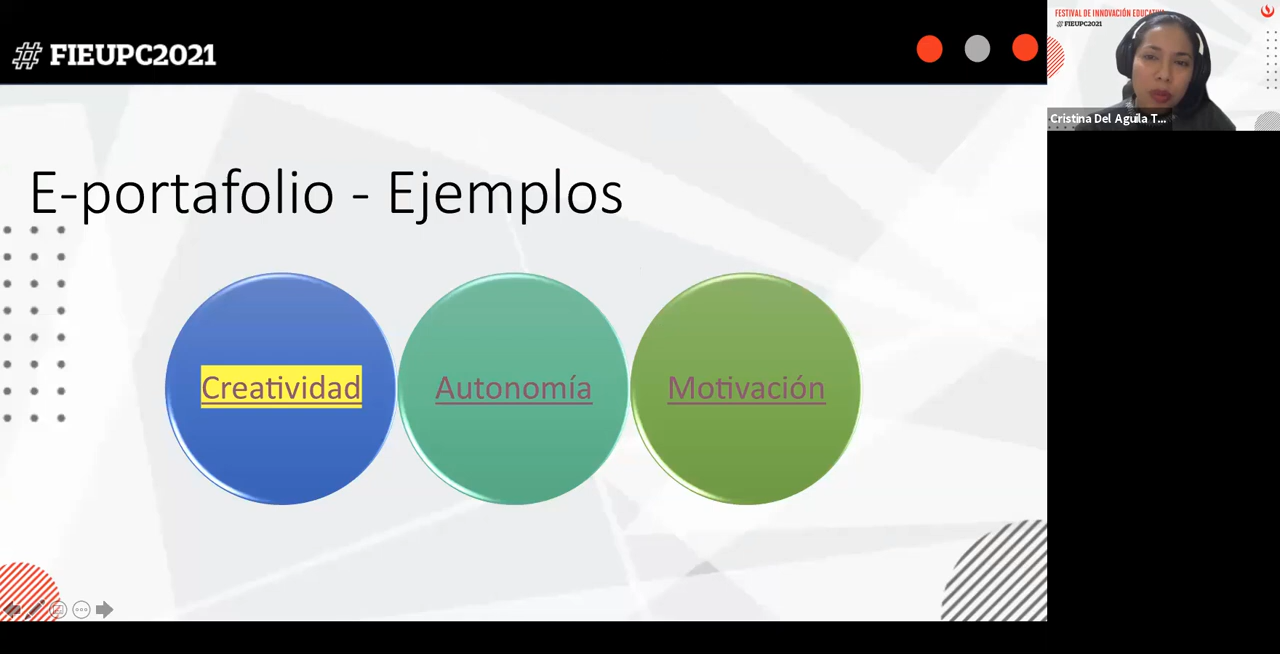 # FIEUPC2021
FESTIVAL DE INNOVACIÓN EDUCATIVA
# FIEUPC2021
Cristina Del Aguila T...
E-portafolio - Ejemplos
Creatividad
Autonomía
Motivación